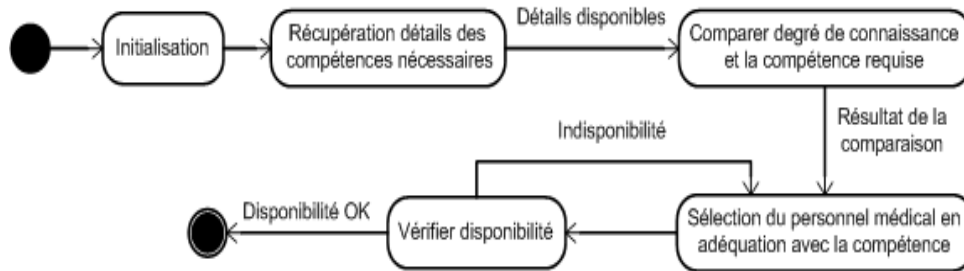 Initialisation
Récupération détails des
compétences nécessaires
Détails disponibles
Comparer degré de connaissance
et la compétence requise
Résultat de la
comparaison
Indisponibilité
Disponibilité OK
Vérifier disponibilité
Sélection du personnel médical en
adéquation avec la compétence